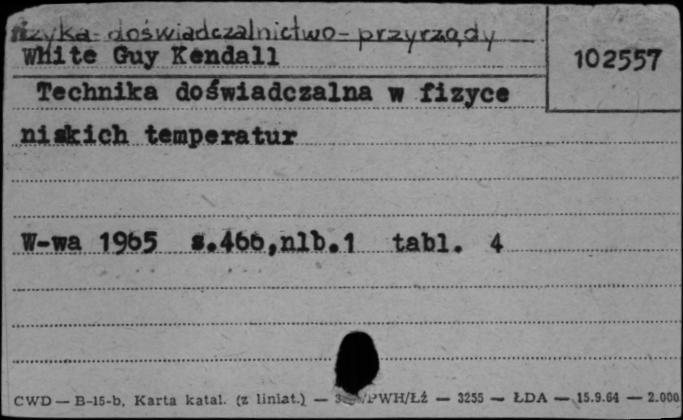 fizyka - doświadczalnictwo - przyrządy
White Guy Kendall
102557
Technika doświadczalna w fizyce
niskich temperatur
W-wa 1965 s.466,nlb.1 tabl. 4
CWD — B-15-b, Karta katal. (z liniat.) — /PWH/Łź — 3255 — ŁDA — 15.9.64 — 2.000